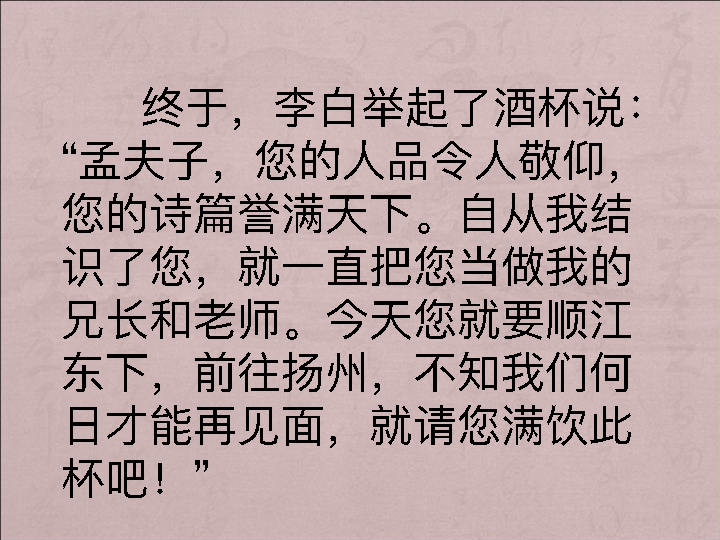 终于，李白举起了酒杯说：
“孟夫子，您的人品令人敬仰，
您的诗篇誉满天下。自从我结
识了您，就一直把您当做我的
兄长和老师。今天您就要顺江
东下，前往扬州，不知我们何
日才能再见面，就请您满饮此
杯吧！”